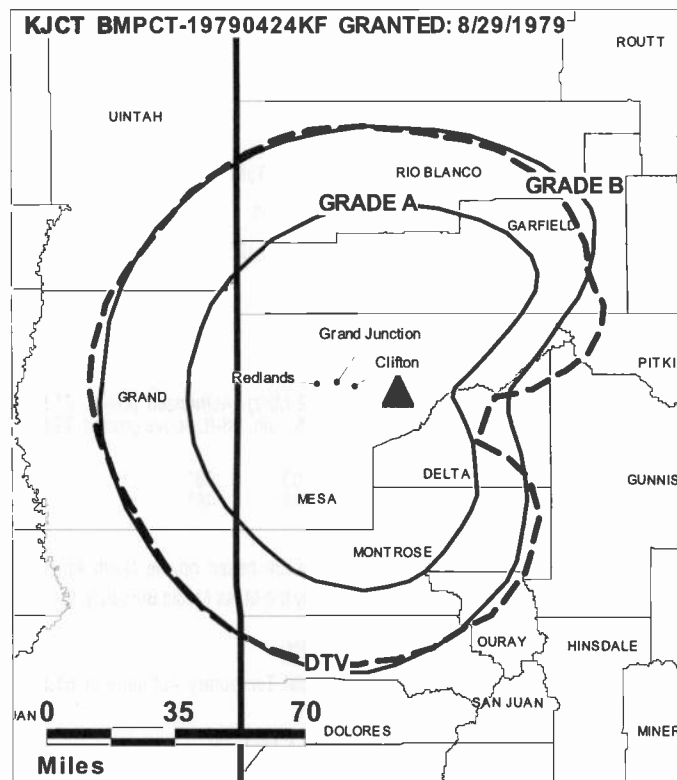 KJCT BMPCT-19790424KF GRANTED: 8/29/1979
ROUTT
UINTAH
RIO BLANCO
GRADE B
GRADE A
GARFIELD
Grand Junction
Clifton
Redlands
PITKI
GRAND
DELTA
GUNNIS
MESA
MONTROSE
OURAY
HINSDALE
DTV
SAN JUAN
JAN
DOLORES
MINER
0 35 70
Miles